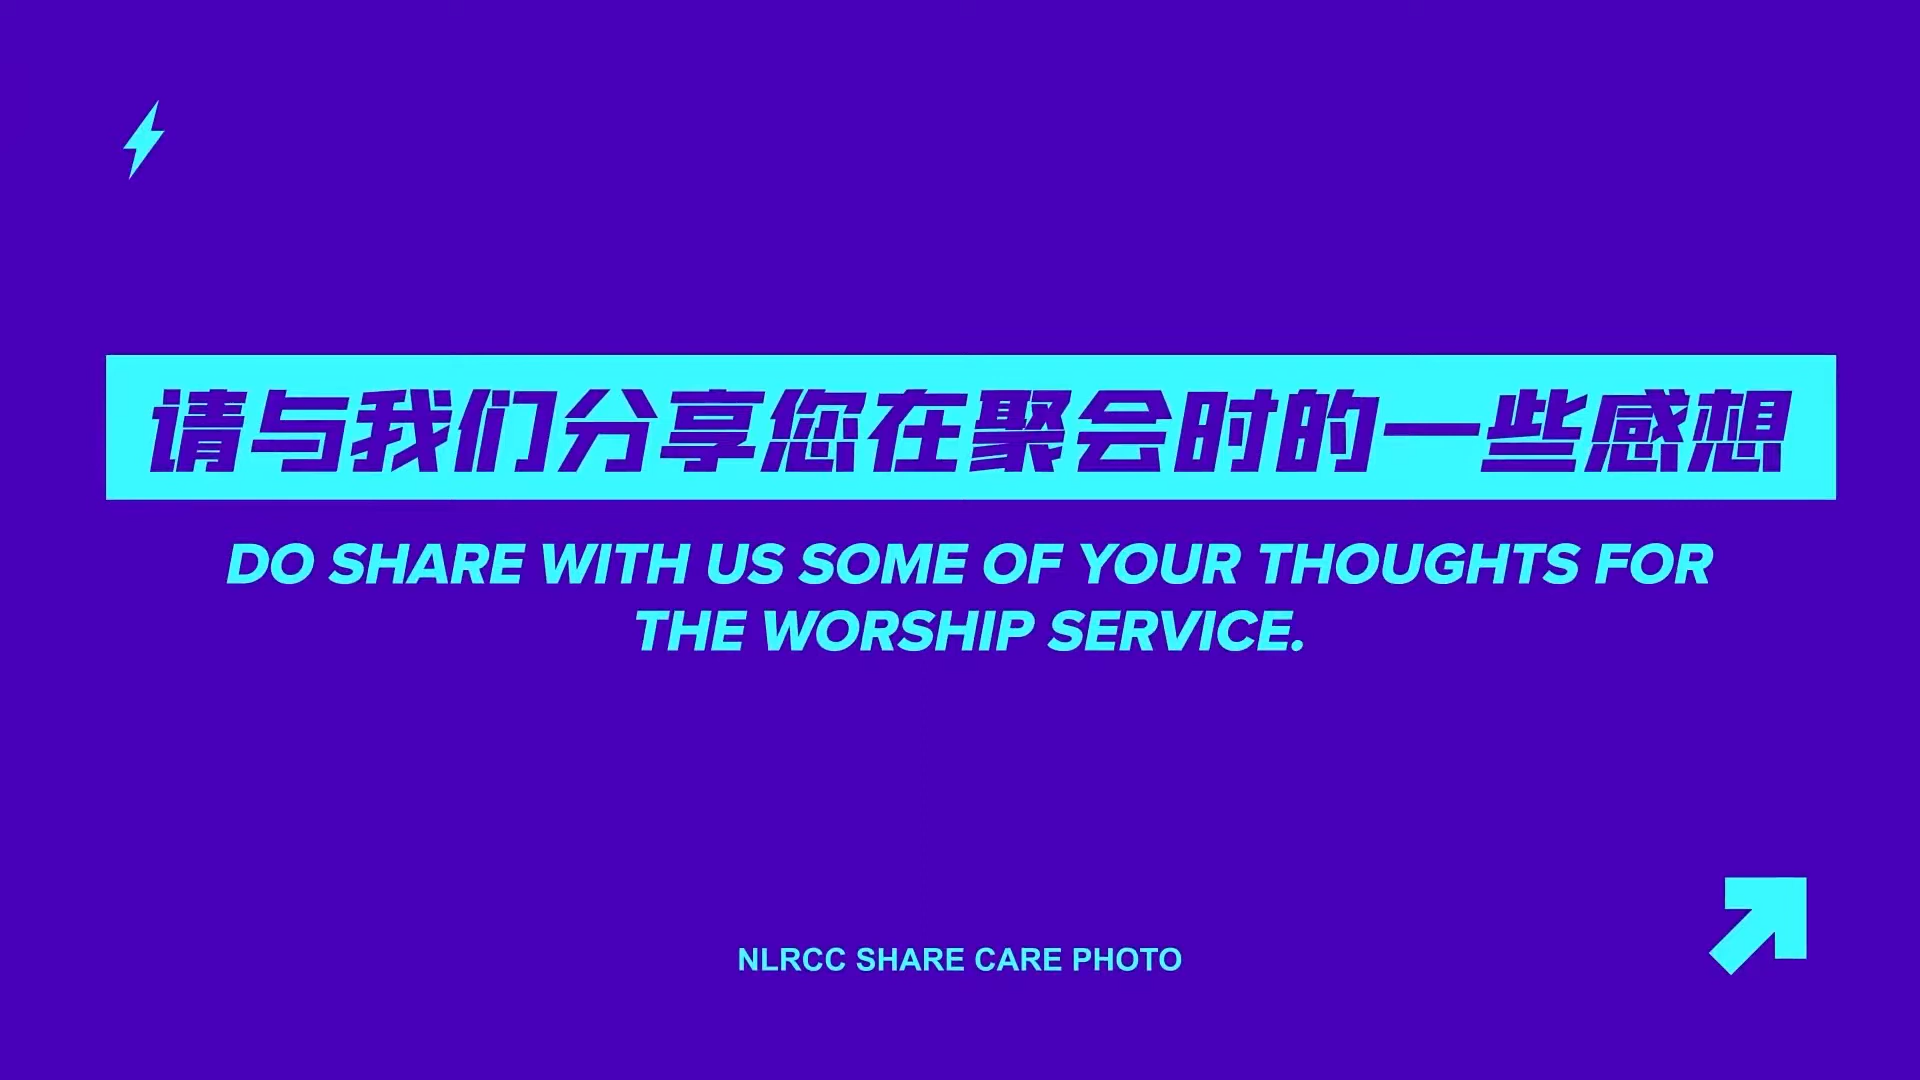 请与我们分享您在聚会时的一些感想
DO SHARE WITH US SOME OF YOUR THOUGHTS FOR
THE WORSHIP SERVICE.
NLRCC SHARE CARE PHOTO